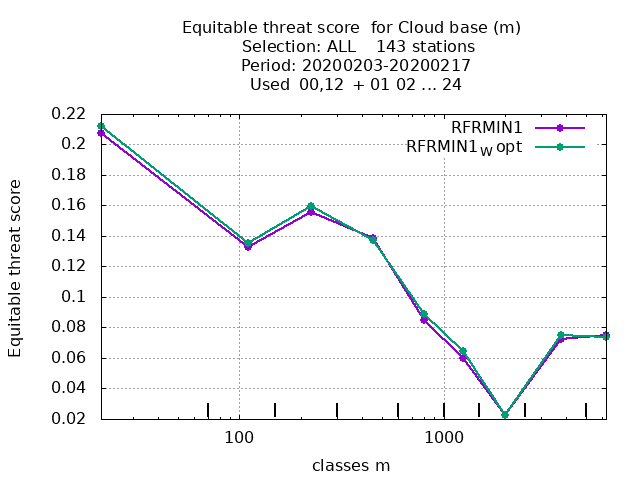 Equitable threat score  for Cloud base (m)
Selection: ALL    143 stations
Period: 20200203-20200217
Used  00,12  + 01 02 ... 24
RFRMIN1
RFRMIN1W opt
0.22
0.2
0.18
0.16
0.14
0.12
0.1
0.08
0.06
0.04
0.02
Equitable threat score
100
1000
classes m